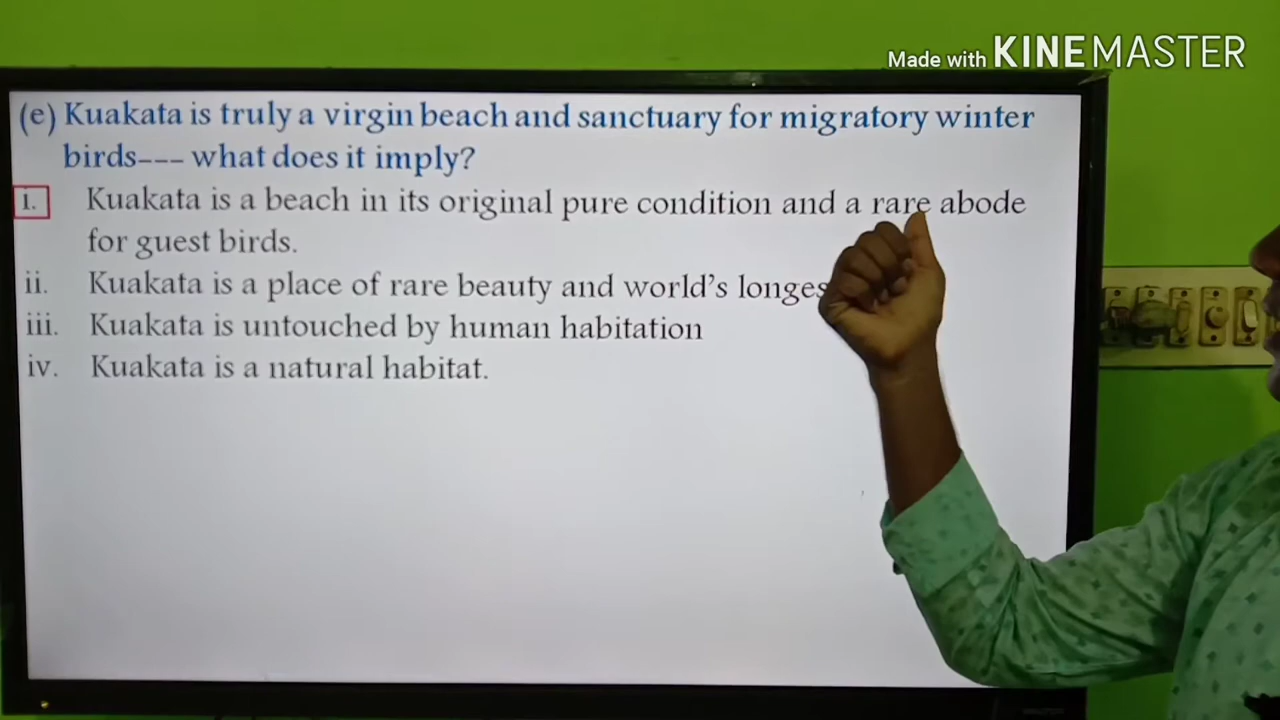 Made with KINEMASTER
(e) Kuakata is truly a virgin beach and sanctuary for migratory winter
birds--- what does it imply?
i. Kuakata is a beach in its original pure condition and a rare abode
for guest birds.
ii. Kuakata is a place of rare beauty and world's
iii. Kuakata is untouched by human habitation
iv. Kuakata is a natural habitat.